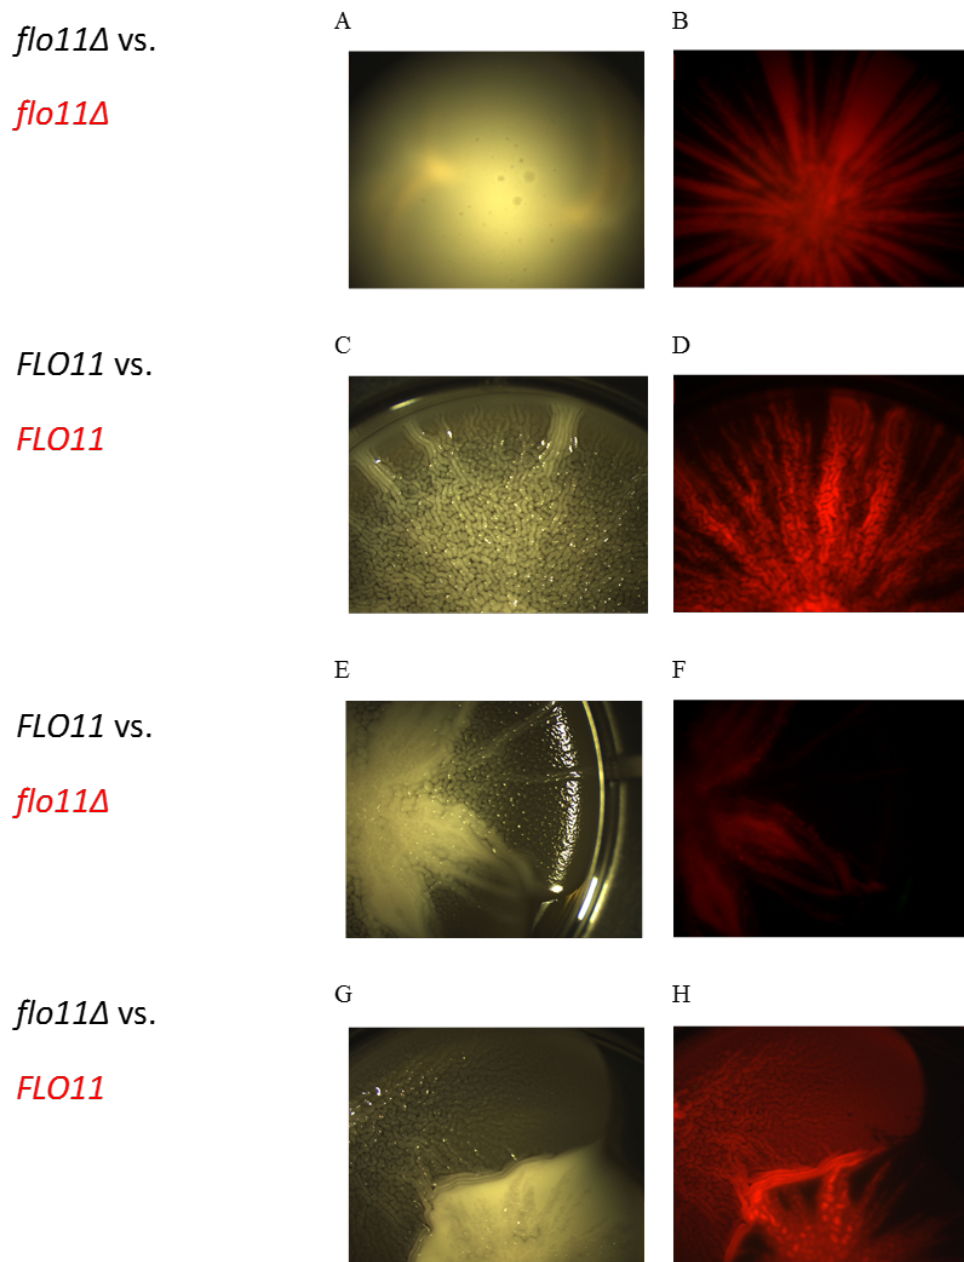 flo11Δ vs.
flo11Δ
A
B
FLO11 vs.
FLO11
C
D
FLO11 vs.
flo11Δ
E
F
flo11Δ vs.
FLO11
G
H